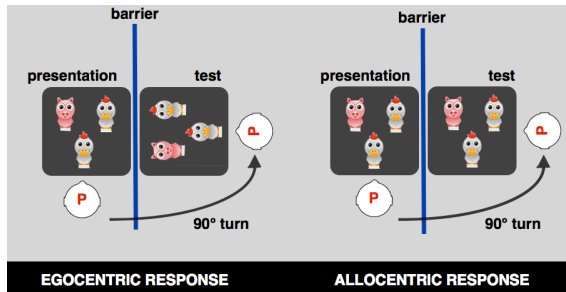 barrier
presentation
test
P
P
90° turn
EGOCENTRIC RESPONSE
barrier
presentation
test
P
P
90° turn
ALLOCENTRIC RESPONSE